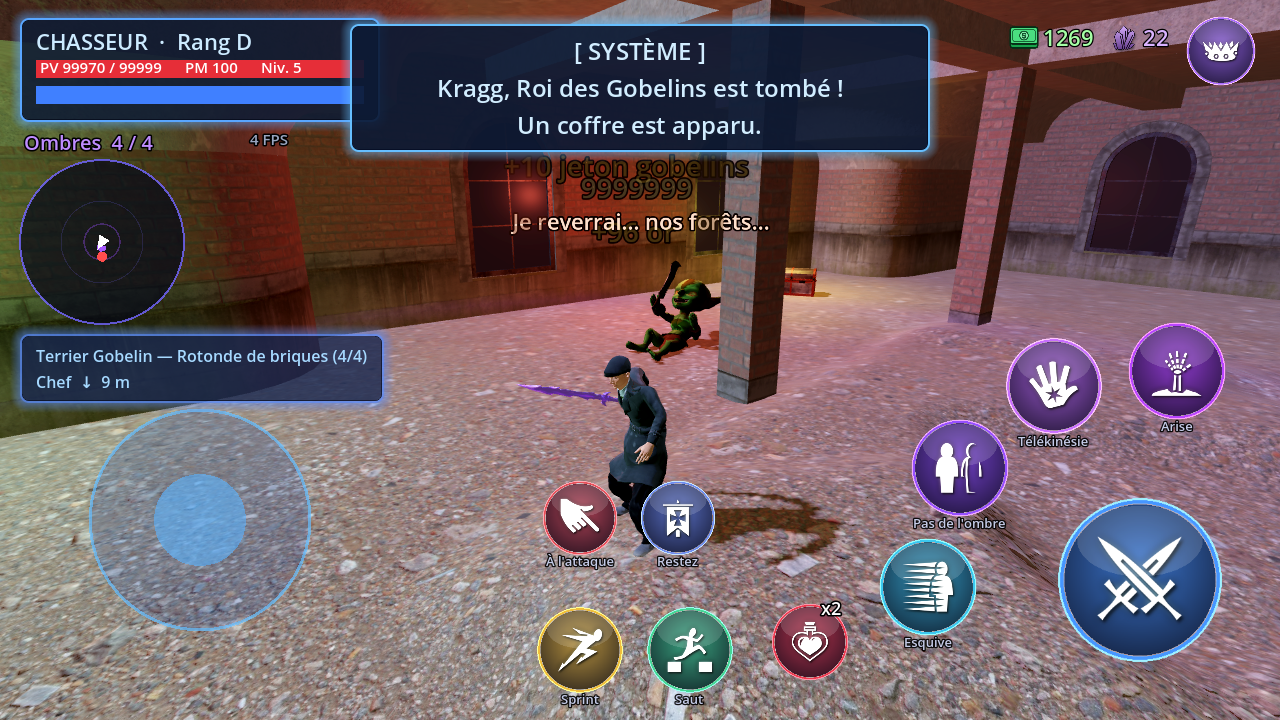 CHASSEUR · Rang D
PV 99970 / 99999 PM 100 Niv. 5
[ SYSTÈME ]
Kragg, Roi des Gobelins est tombé !
Un coffre est apparu.
1269
22
Ombres 4 / 4
4 FPS
+10 jeton gobelins
9999999
Je reverrai... nos forêts...
+96 or
Terrier Gobelin — Rotonde de briques (4/4)
Chef ↓ 9 m
Télékinésie
Arise
Pas de l'ombre
À l'attaque
Restez
x2
Esquive
Sprint
Saut